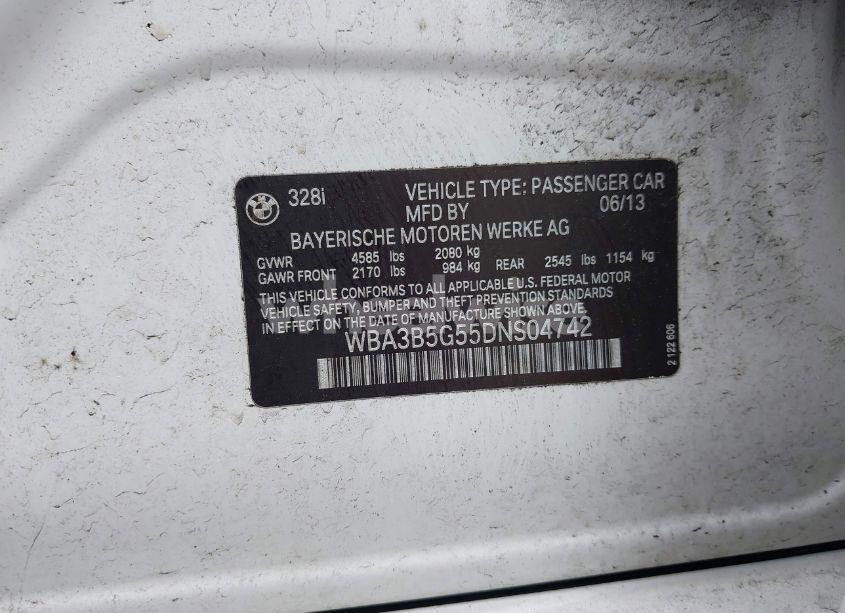 328i VEHICLE TYPE: PASSENGER CAR
MFD BY 06/13
BAYERISCHE MOTOREN WERKE AG
GVWR 4585 lbs 2080 kg
GAWR FRONT 2170 lbs 984 kg REAR 2545 lbs 1154 kg
THIS VEHICLE CONFORMS TO ALL APPLICABLE U.S. FEDERAL MOTOR
VEHICLE SAFETY, BUMPER AND THEFT PREVENTION STANDARDS
IN EFFECT ON THE DATE OF MANUFACTURE SHOWN ABOVE.
WBA3B5G55DNS04742
2 122 606